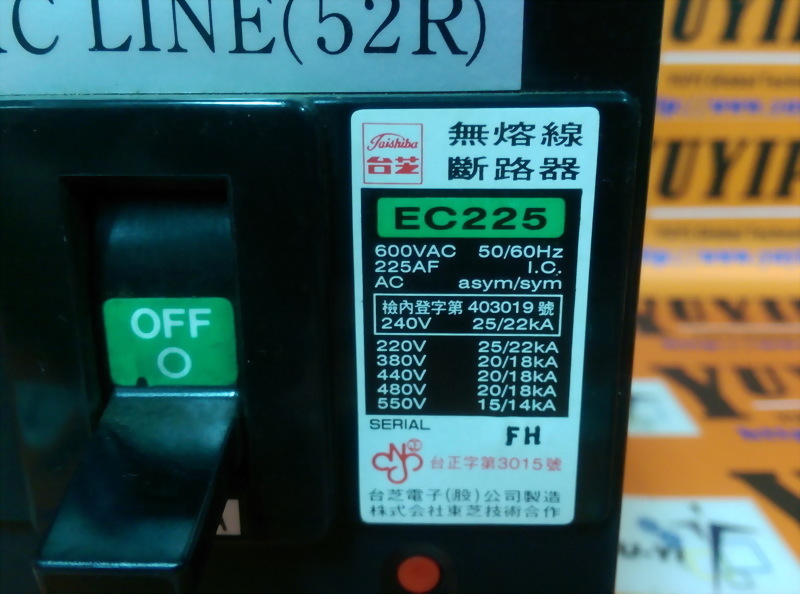 IC LINE(52R)
Taishiba
台芝
無熔線
斷路器
EC225
600VAC 50/60Hz
225AF I.C.
AC asym/sym
檢內登字第 403019 號
240V 25/22kA
220V 25/22kA
380V 20/18kA
440V 20/18kA
480V 20/18kA
550V 15/14kA
SERIAL
FH
台正字第3015號
台芝電子(股)公司製造
株式会社東芝技術合作
OFF
YUYIP